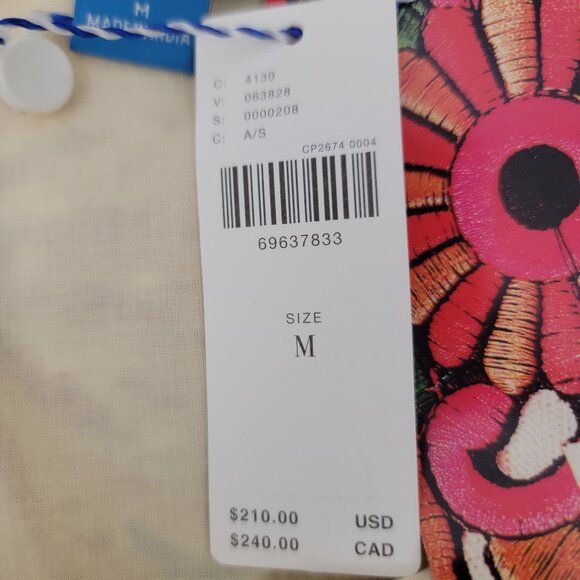 M
MADE IN INDIA
C: 4130
V: 063828
S: 0000208
C: A/S
CP2674 0004
69637833
SIZE
M
$210.00 USD
$240.00 CAD